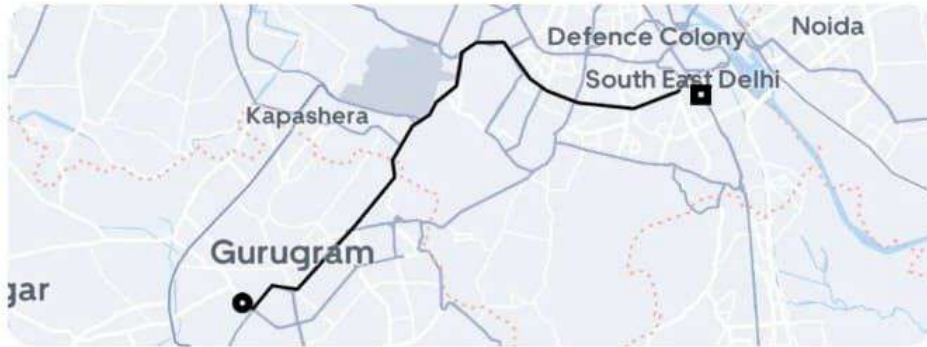 Noida
Defence Colony
South East Delhi
Kapashera
Gurugram
gar